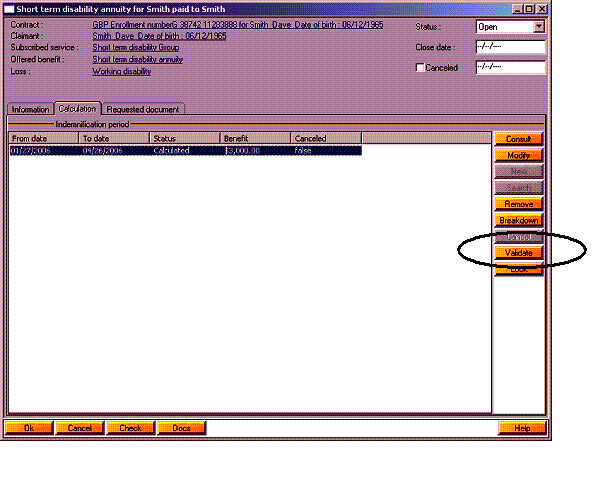 Short term disability annuity for Smith paid to Smith
Contract : GBP Enrollment numberG 38742 11283888 for Smith Dave Date of birth : 06/12/1965
Status : Open
Claimant : Smith Dave Date of birth : 06/12/1965
Subscribed service : Short term disability Group
Close date : --/--/----
Offered benefit : Short term disability annuity
Loss : Working disability
Canceled --/--/----
Information Calculation Requested document
Indemnification period
From date To date Status Benefit Canceled
01/27/2006 04/26/2006 Calculated $3,000.00 false
Consult
Modify
New
Search
Remove
Breakdown
Cancel
Validate
Lock
Ok Cancel Check Docs Help